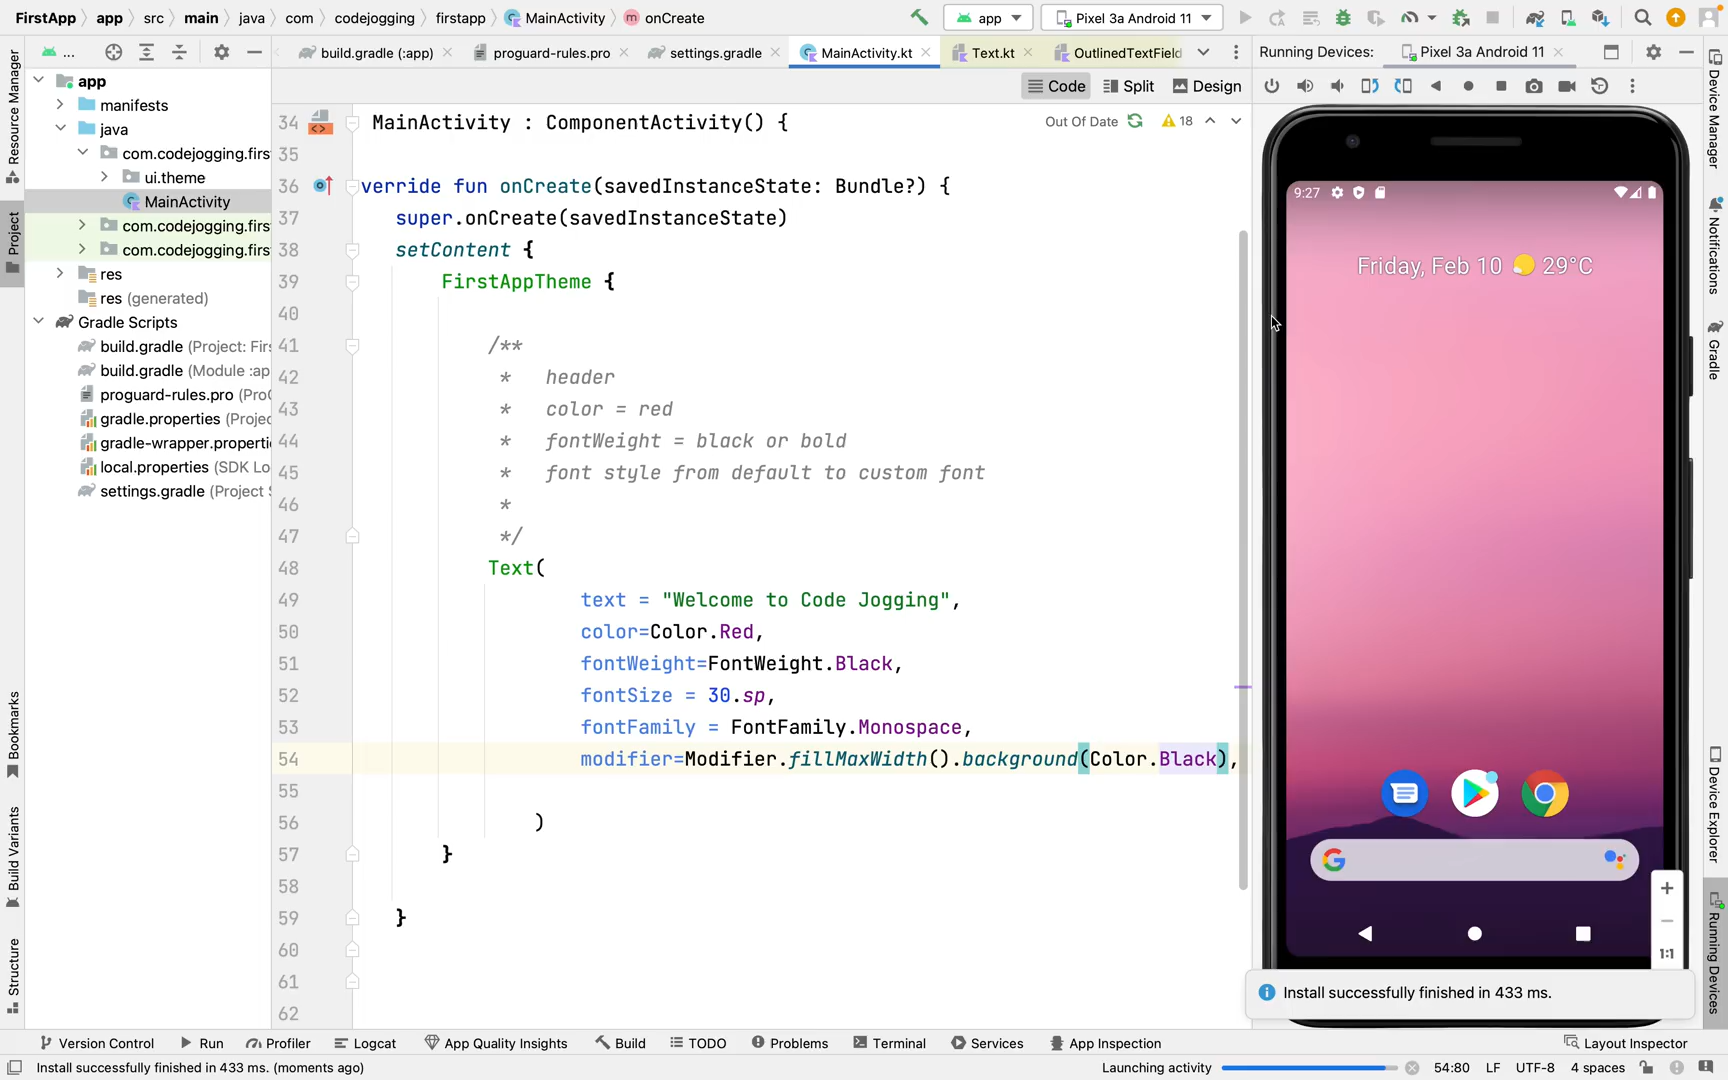 FirstApp app src main java com codejogging firstapp MainActivity onCreate app Pixel 3a Android 11
... build.gradle (:app) proguard-rules.pro settings.gradle MainActivity.kt Text.kt OutlinedTextField Running Devices: Pixel 3a Android 11
Code Split Design
Out Of Date 18
Resource Manager
Project
Bookmarks
Build Variants
Structure
app
manifests
java
com.codejogging.firs
ui.theme
MainActivity
com.codejogging.firs
com.codejogging.firs
res
res (generated)
Gradle Scripts
build.gradle (Project: Firs
build.gradle (Module :ap
proguard-rules.pro (Pro
gradle.properties (Projec
gradle-wrapper.properti
local.properties (SDK Lo
settings.gradle (Project S
34 MainActivity : ComponentActivity() {
35
36 verride fun onCreate(savedInstanceState: Bundle?) {
37 super.onCreate(savedInstanceState)
38 setContent {
39 FirstAppTheme {
40
41 /**
42 * header
43 * color = red
44 * fontWeight = black or bold
45 * font style from default to custom font
46 *
47 */
48 Text(
49 text = "Welcome to Code Jogging",
50 color=Color.Red,
51 fontWeight=FontWeight.Black,
52 fontSize = 30.sp,
53 fontFamily = FontFamily.Monospace,
54 modifier=Modifier.fillMaxWidth().background(Color.Black),
55
56 )
57 }
58
59 }
60
61
62
9:27
Friday, Feb 10 29°C
1:1
Install successfully finished in 433 ms.
Device Manager
Notifications
Gradle
Device Explorer
Running Devices
Version Control Run Profiler Logcat App Quality Insights Build TODO Problems Terminal Services App Inspection Layout Inspector
Install successfully finished in 433 ms. (moments ago) Launching activity 54:80 LF UTF-8 4 spaces